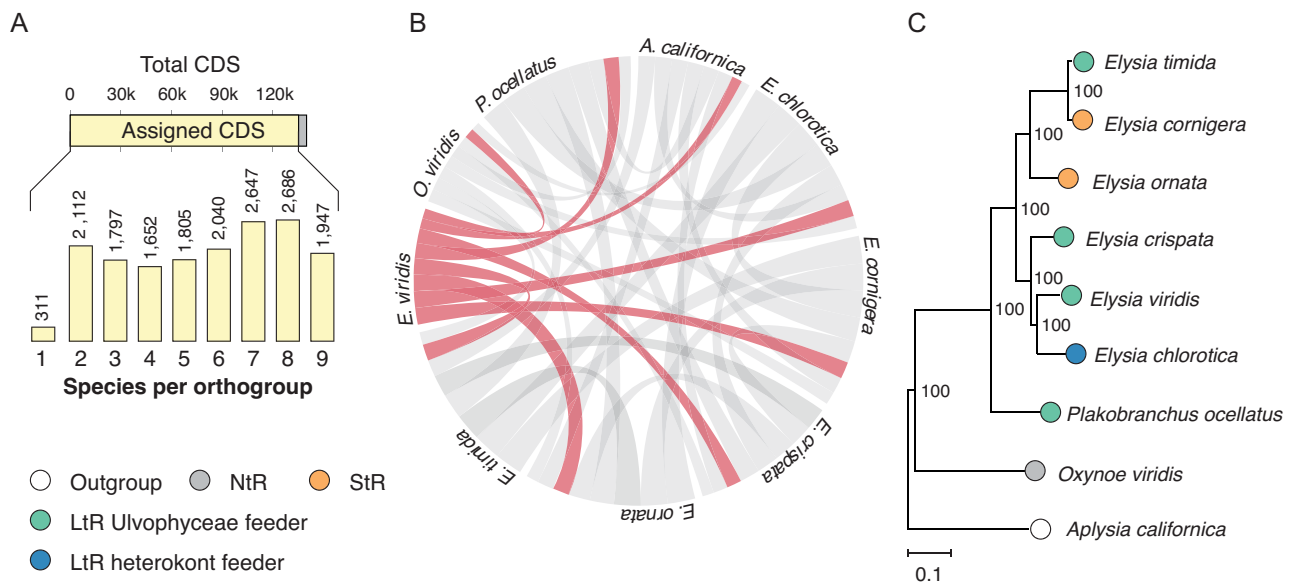 A
Total CDS
0 30k 60k 90k 120k
Assigned CDS
311
2,112
1,797
1,652
1,805
2,040
2,647
2,686
1,947
1 2 3 4 5 6 7 8 9
Species per orthogroup
Outgroup NtR StR
LtR Ulvophyceae feeder
LtR heterokont feeder
B
A. californica
E. chlorotica
E. cornigera
E. crispata
E. ornata
E. timida
E. viridis
O. viridis
P. ocellatus
C
Elysia timida
100
Elysia cornigera
100
Elysia ornata
100
Elysia crispata
100
Elysia viridis
100
100
Elysia chlorotica
100
Plakobranchus ocellatus
Oxynoe viridis
Aplysia californica
0.1